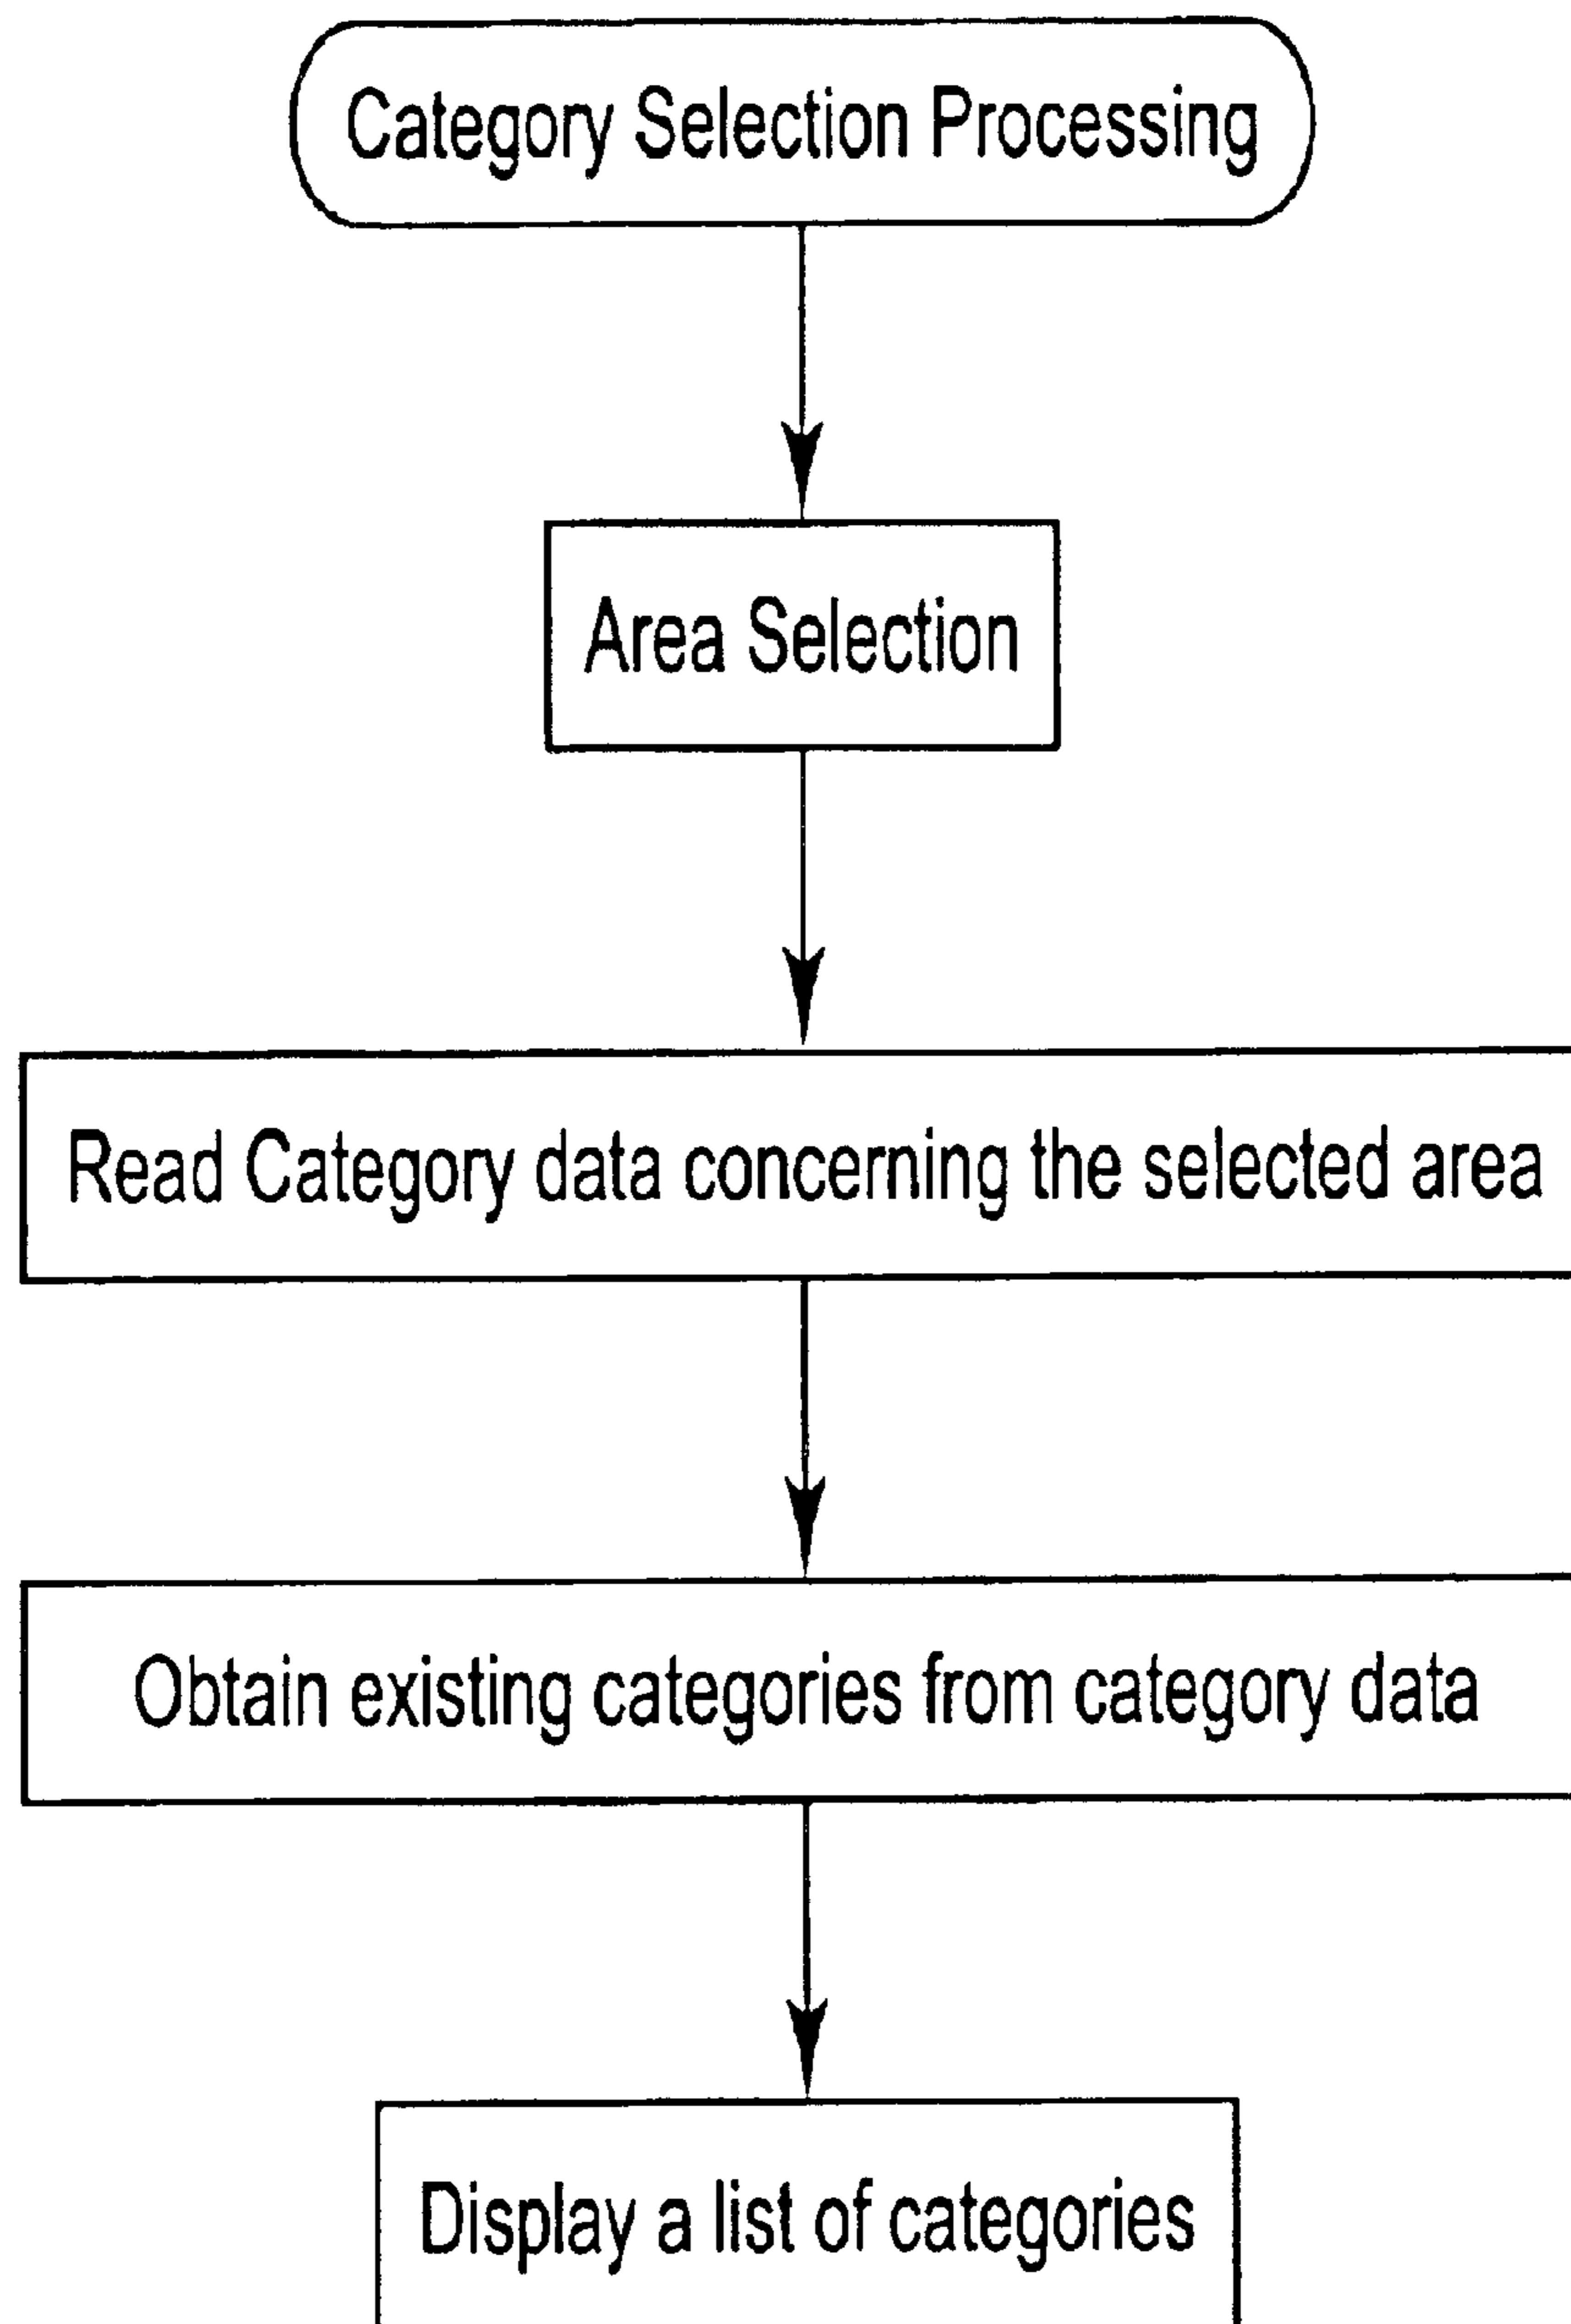 Category Selection Processing
Area Selection
Read Category data concerning the selected area
Obtain existing categories from category data
Display a list of categories